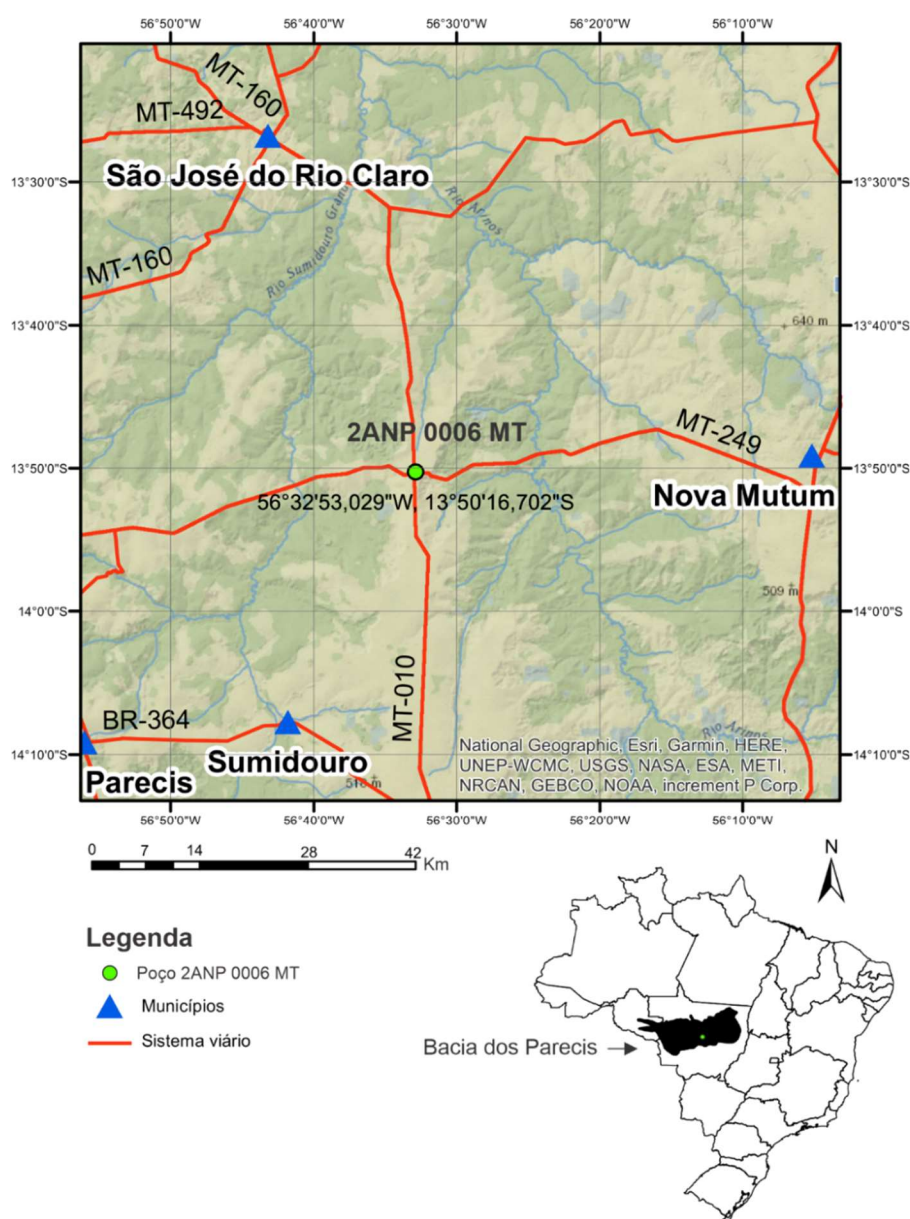 56°50'0"W 56°40'0"W 56°30'0"W 56°20'0"W 56°10'0"W
MT-160
MT-492
São José do Rio Claro
13°30'0"S 13°30'0"S
Rio Sumidouro Grande
Rio Arinos
MT-160
13°40'0"S 640 m 13°40'0"S
2ANP 0006 MT
MT-249
13°50'0"S 13°50'0"S
Nova Mutum
56°32'53,029"W, 13°50'16,702"S
509 m
14°0'0"S 14°0'0"S
MT-010
BR-364
Rio Arinos
14°10'0"S 14°10'0"S
Sumidouro
Parecis
516 m
National Geographic, Esri, Garmin, HERE,
UNEP-WCMC, USGS, NASA, ESA, METI,
NRCAN, GEBCO, NOAA, increment P Corp.
56°50'0"W 56°40'0"W 56°30'0"W 56°20'0"W 56°10'0"W
0 7 14 28 42
Km
N
Legenda
Poço 2ANP 0006 MT
Municípios
Sistema viário
Bacia dos Parecis